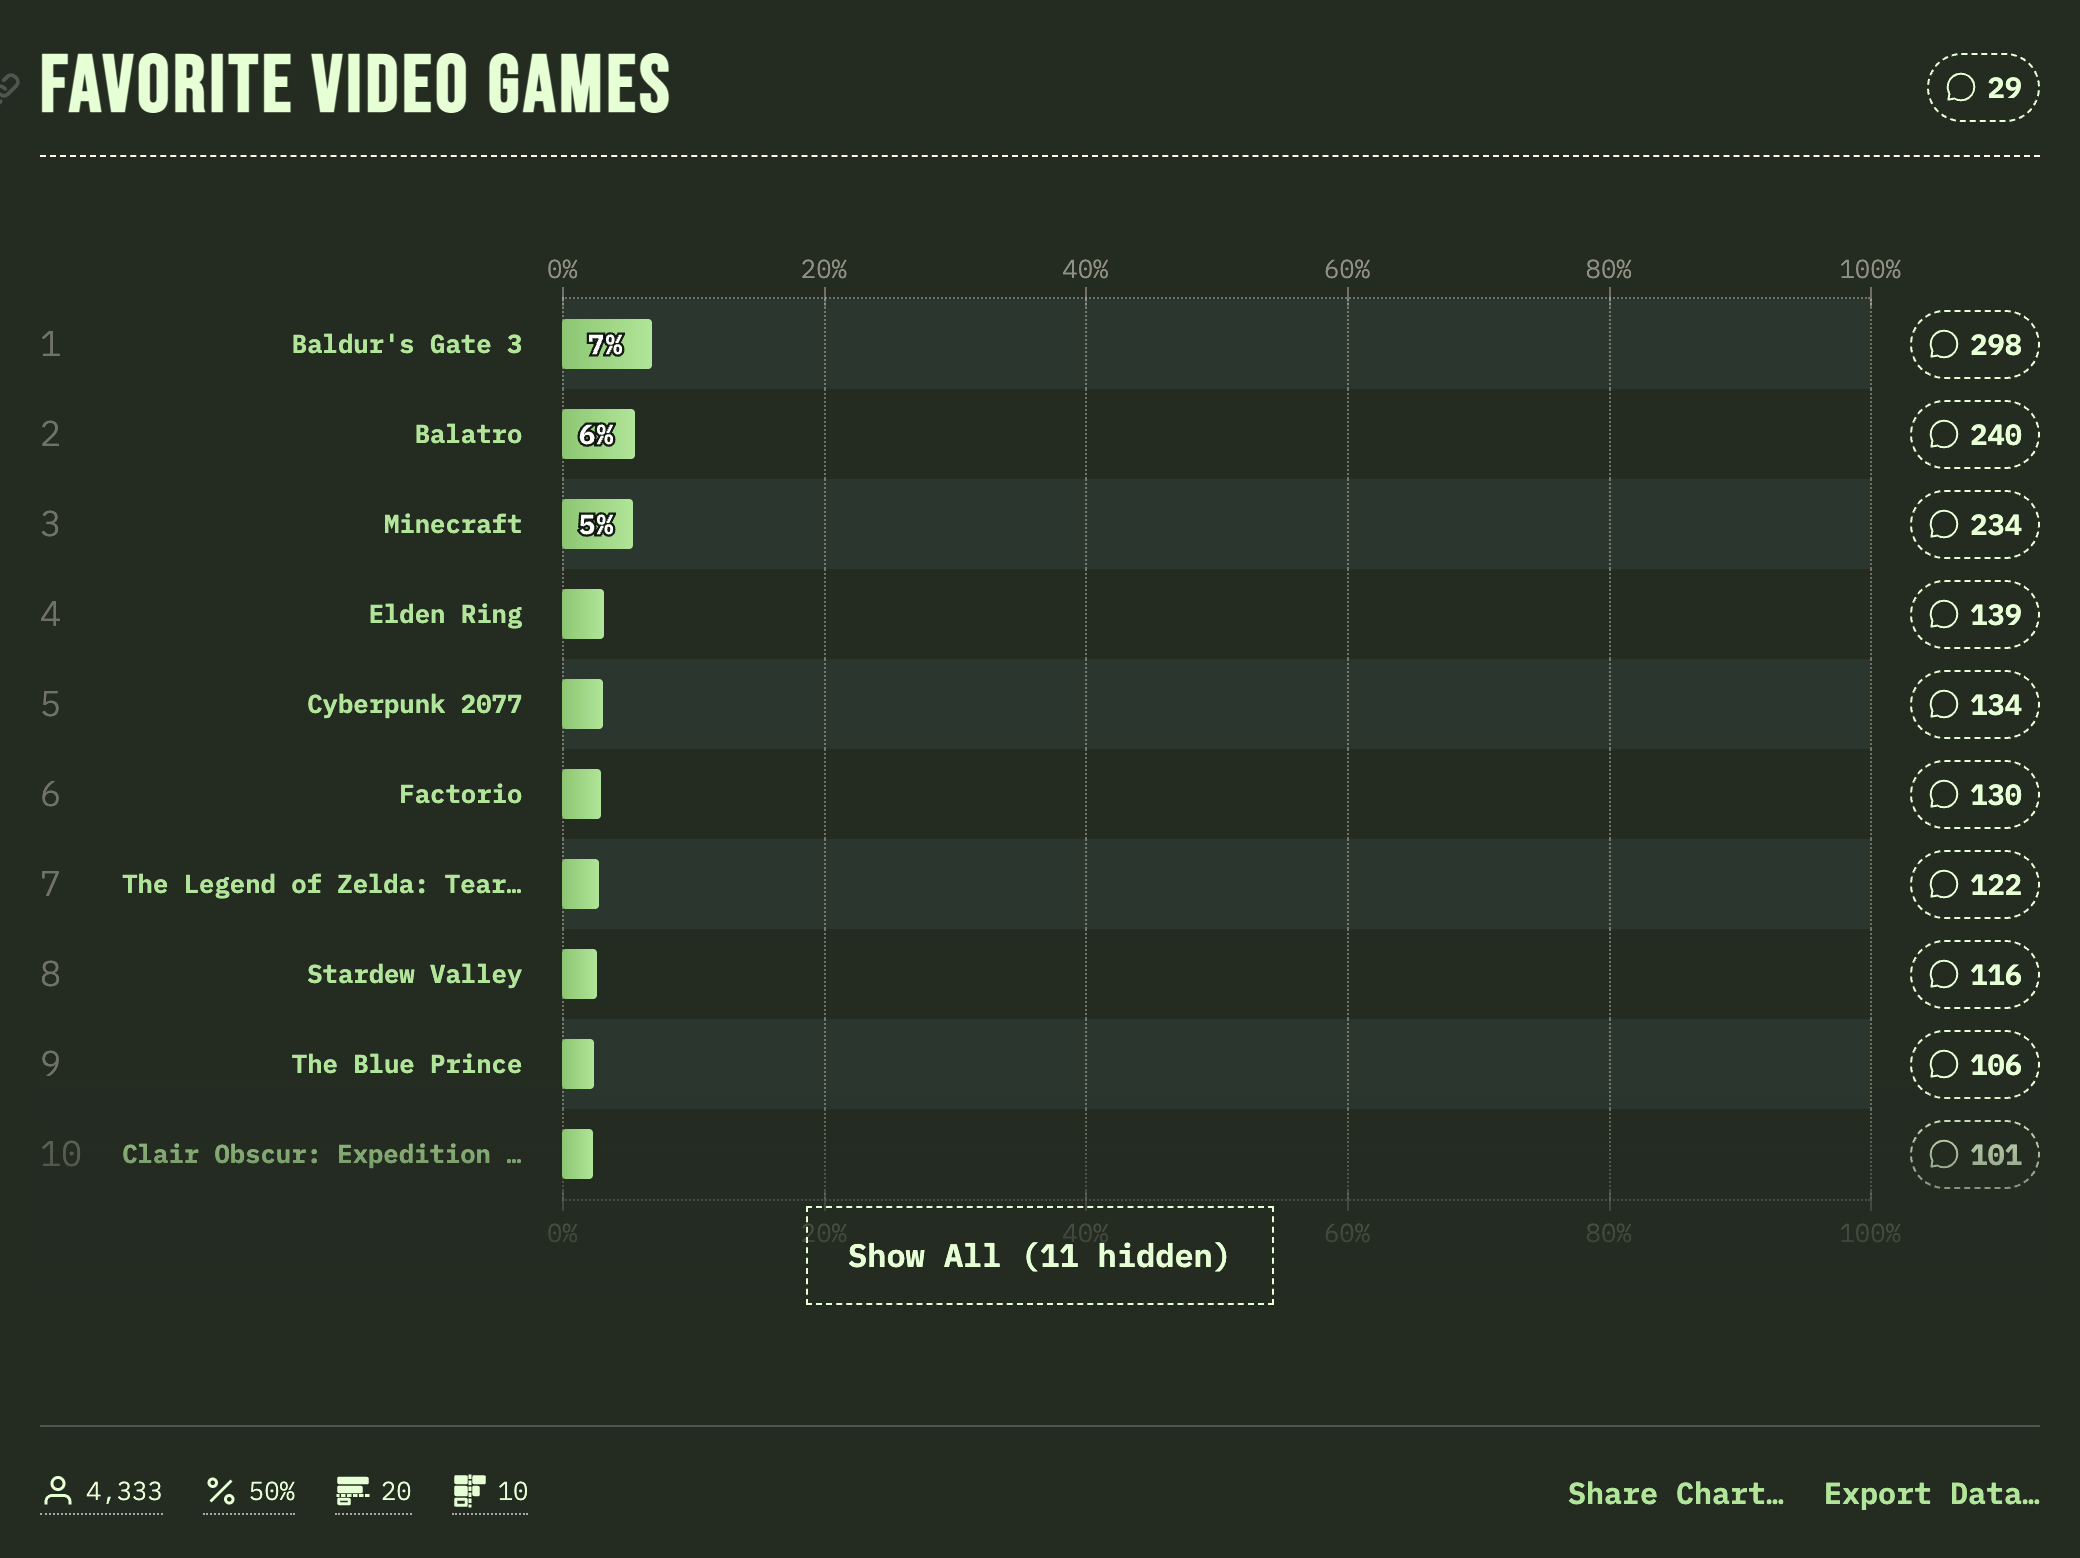 FAVORITE VIDEO GAMES
29
0% 20% 40% 60% 80% 100%
1 Baldur's Gate 3 7% 298
2 Balatro 6% 240
3 Minecraft 5% 234
4 Elden Ring 139
5 Cyberpunk 2077 134
6 Factorio 130
7 The Legend of Zelda: Tear… 122
8 Stardew Valley 116
9 The Blue Prince 106
10 Clair Obscur: Expedition … 101
0% 20% 40% 60% 80% 100%
Show All (11 hidden)
4,333 % 50% 20 10 Share Chart… Export Data…